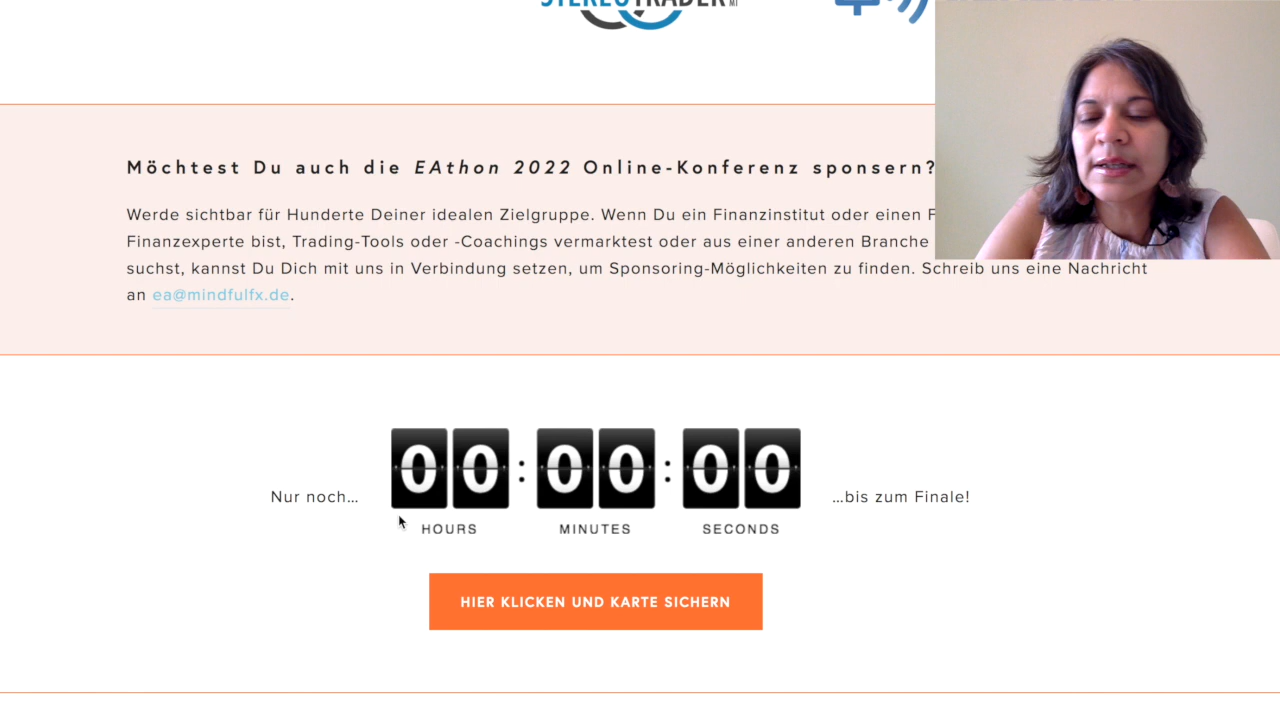 STEREOTRADER MT
Möchtest Du auch die EAthon 2022 Online-Konferenz sponsern?
Werde sichtbar für Hunderte Deiner idealen Zielgruppe. Wenn Du ein Finanzinstitut oder einen
Finanzexperte bist, Trading-Tools oder -Coachings vermarktest oder aus einer anderen Branche
suchst, kannst Du Dich mit uns in Verbindung setzen, um Sponsoring-Möglichkeiten zu finden. Schreib uns eine Nachricht
an ea@mindfulfx.de.
Nur noch... 00:00:00 ...bis zum Finale!
HOURS MINUTES SECONDS
HIER KLICKEN UND KARTE SICHERN